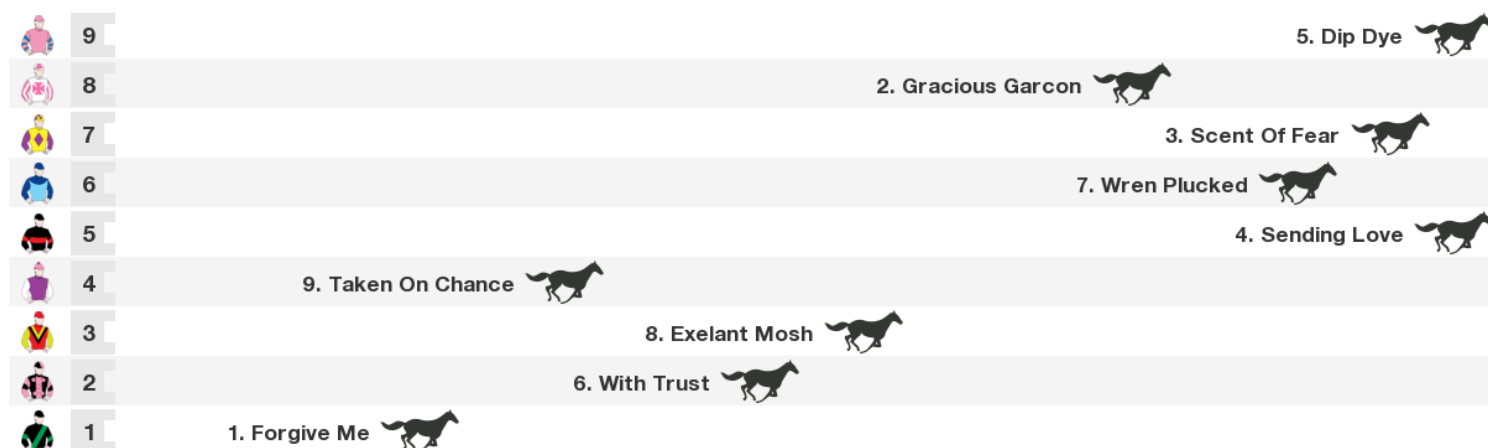 9 5. Dip Dye
8 2. Gracious Garcon
7 3. Scent Of Fear
6 7. Wren Plucked
5 4. Sending Love
4 9. Taken On Chance
3 8. Exelant Mosh
2 6. With Trust
1 1. Forgive Me